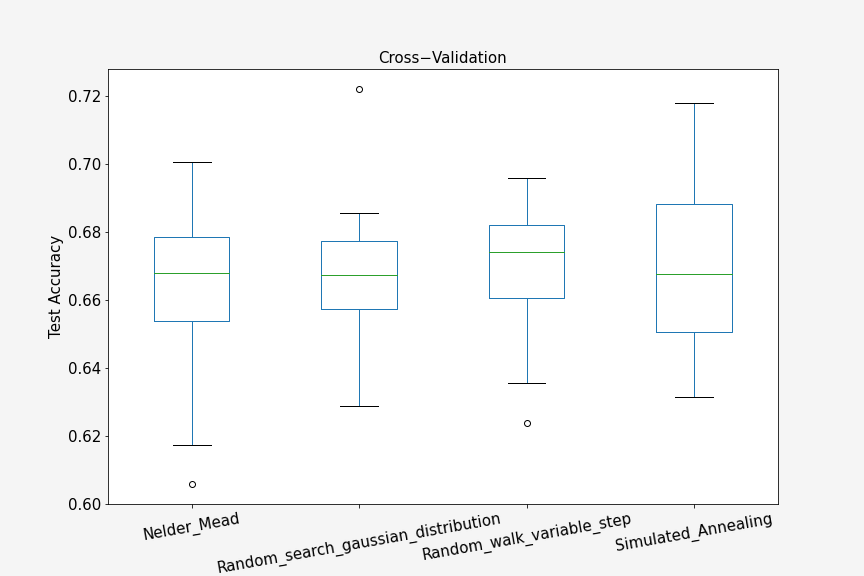 Cross−Validation
Test Accuracy
0.72
0.70
0.68
0.66
0.64
0.62
0.60
Nelder_Mead
Random_search_gaussian_distribution
Random_walk_variable_step
Simulated_Annealing